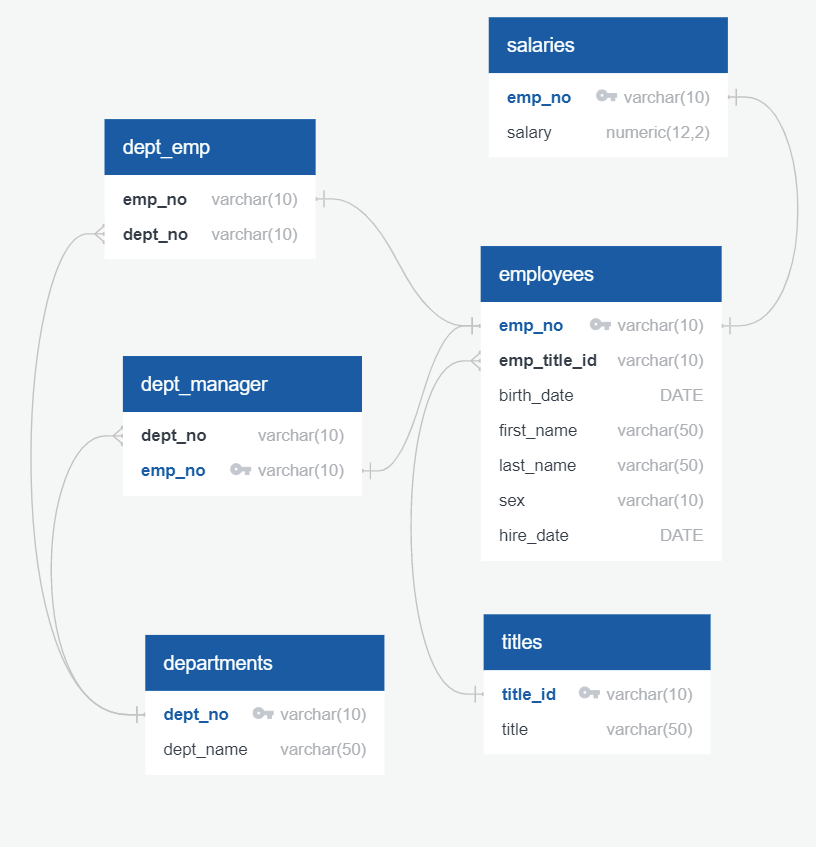 salaries
emp_no varchar(10)
salary numeric(12,2)
dept_emp
emp_no varchar(10)
dept_no varchar(10)
employees
emp_no varchar(10)
emp_title_id varchar(10)
birth_date DATE
first_name varchar(50)
last_name varchar(50)
sex varchar(10)
hire_date DATE
dept_manager
dept_no varchar(10)
emp_no varchar(10)
departments
dept_no varchar(10)
dept_name varchar(50)
titles
title_id varchar(10)
title varchar(50)